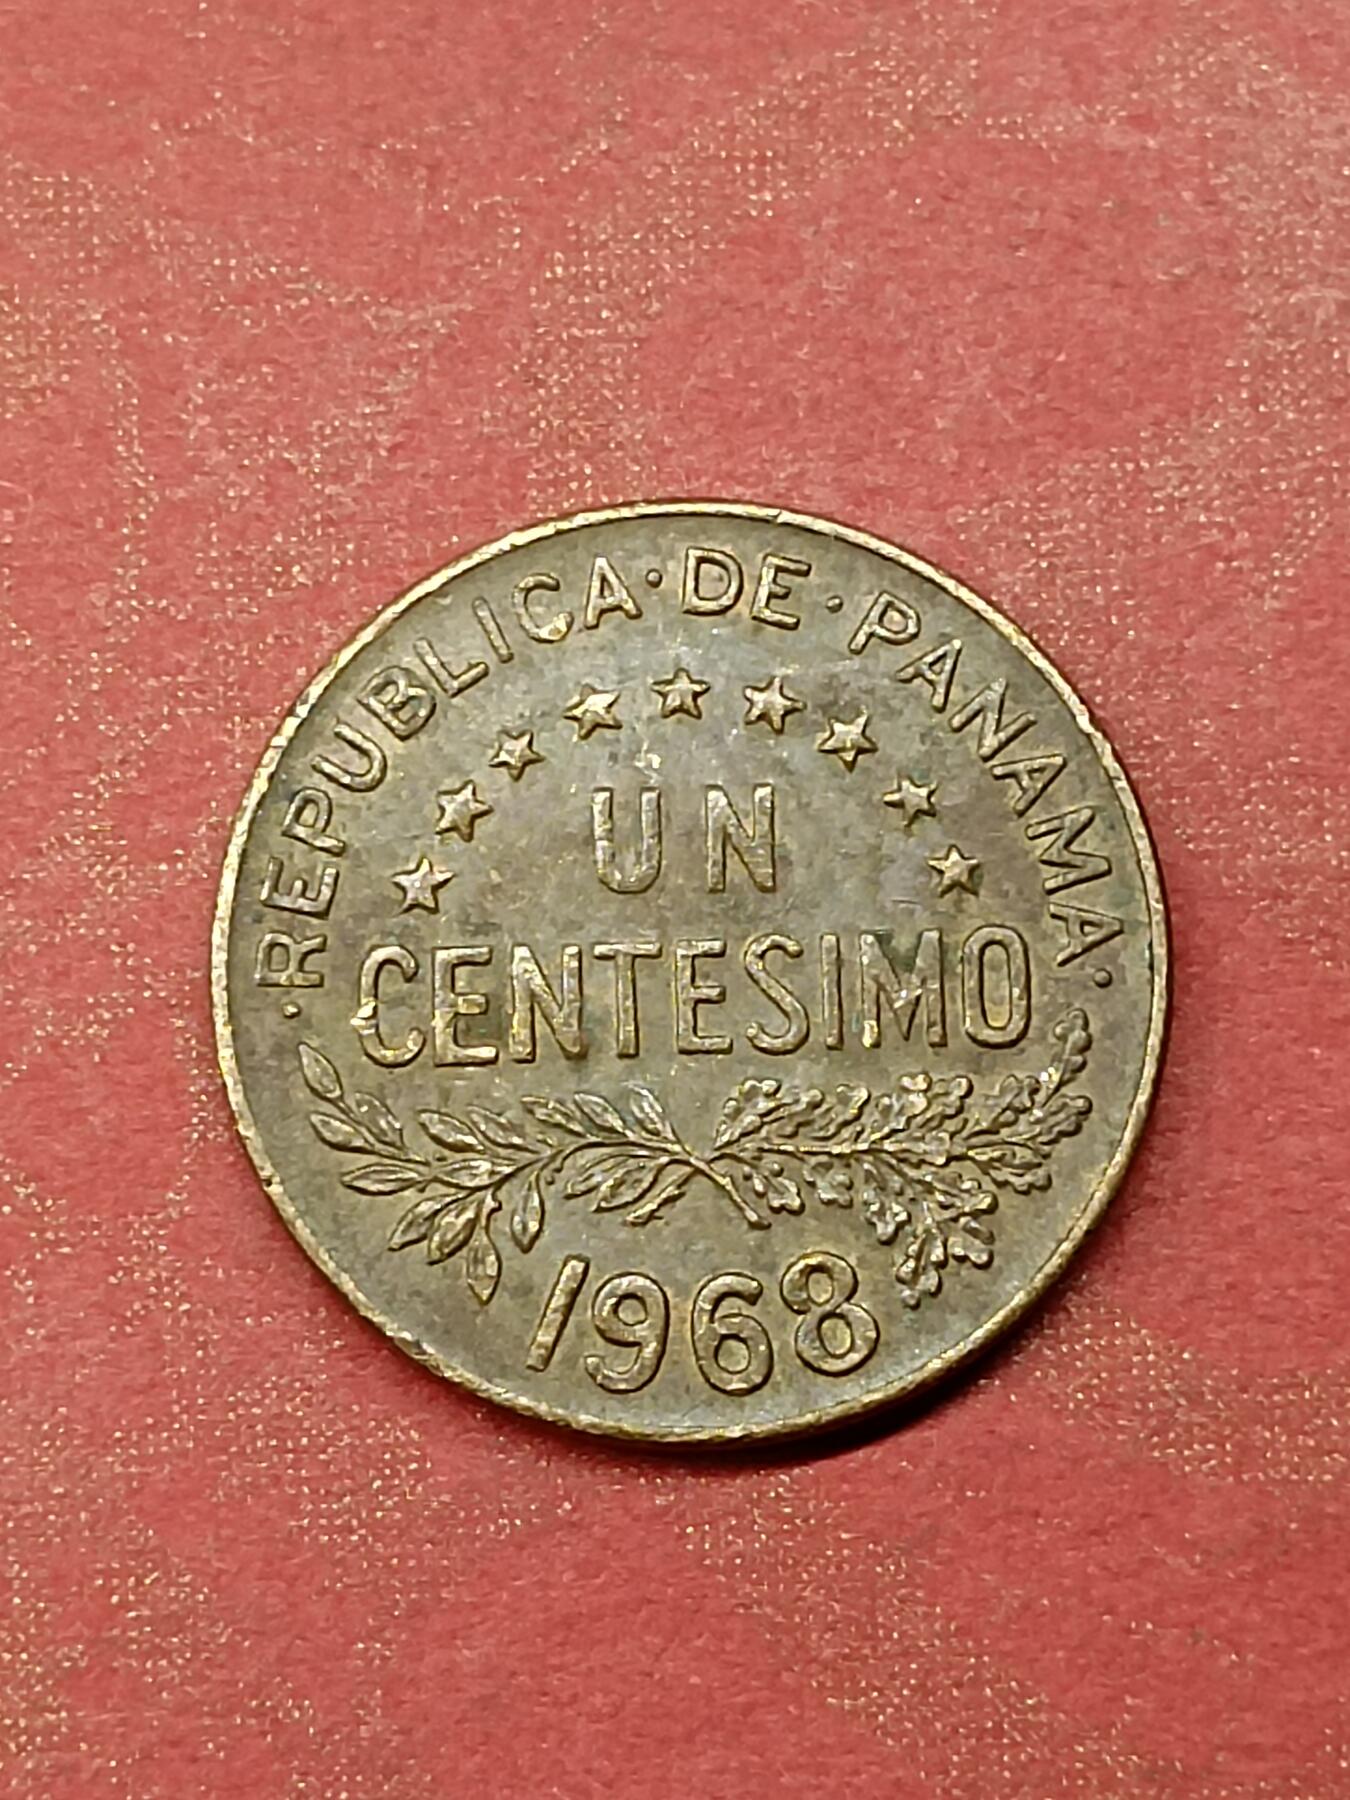 ·REPUBLICA·DE·PANAMA·
UN
CENTESIMO
1968